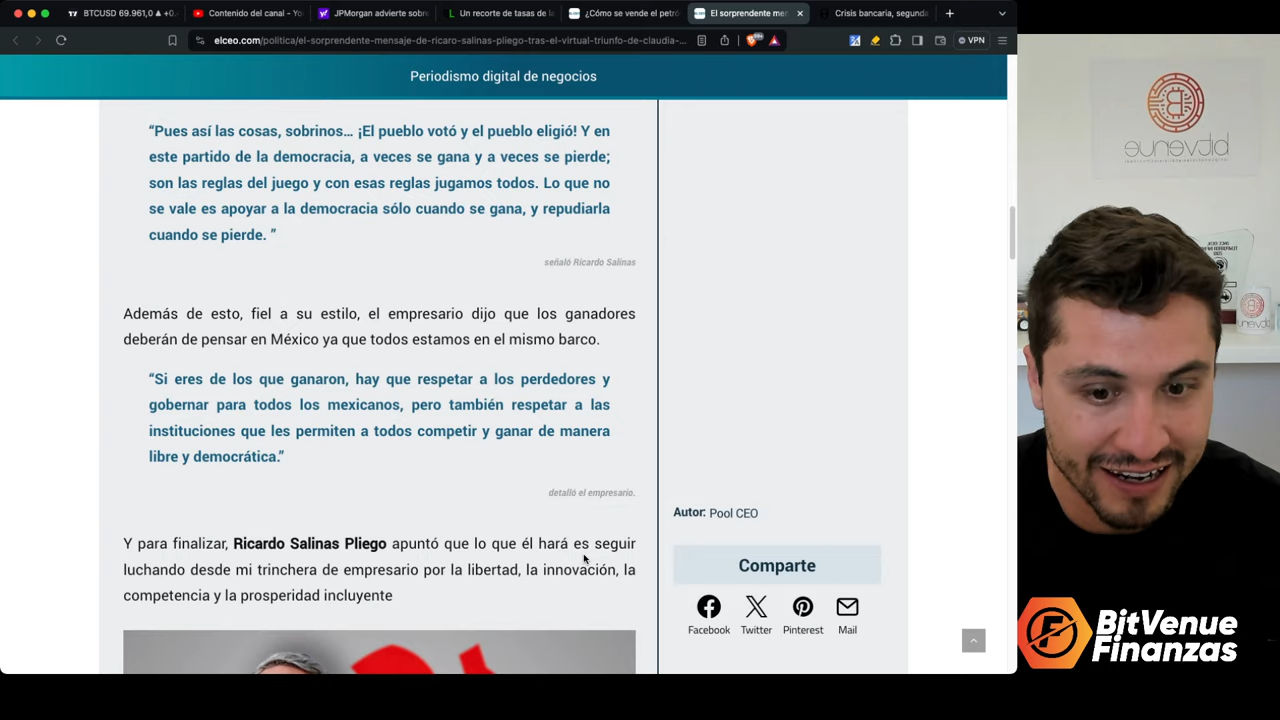 BTCUSD 69.961,0 ▲ +0.
Contenido del canal - Yo
JPMorgan advierte sobr
Un recorte de tasas de la
¿Cómo se vende el petró
El sorprendente mer
Crisis bancaria, segunda
elceo.com/politica/el-sorprendente-mensaje-de-ricaro-salinas-pliego-tras-el-virtual-triunfo-de-claudia-...
VPN
Periodismo digital de negocios
“Pues así las cosas, sobrinos… ¡El pueblo votó y el pueblo eligió! Y en
este partido de la democracia, a veces se gana y a veces se pierde;
son las reglas del juego y con esas reglas jugamos todos. Lo que no
se vale es apoyar a la democracia sólo cuando se gana, y repudiarla
cuando se pierde. ”
señaló Ricardo Salinas
Además de esto, fiel a su estilo, el empresario dijo que los ganadores
deberán de pensar en México ya que todos estamos en el mismo barco.
“Si eres de los que ganaron, hay que respetar a los perdedores y
gobernar para todos los mexicanos, pero también respetar a las
instituciones que les permiten a todos competir y ganar de manera
libre y democrática.”
detalló el empresario.
Y para finalizar, Ricardo Salinas Pliego apuntó que lo que él hará es seguir
luchando desde mi trinchera de empresario por la libertad, la innovación, la
competencia y la prosperidad incluyente
Autor: Pool CEO
Comparte
Facebook Twitter Pinterest Mail
bitvenue
BitVenue
Finanzas